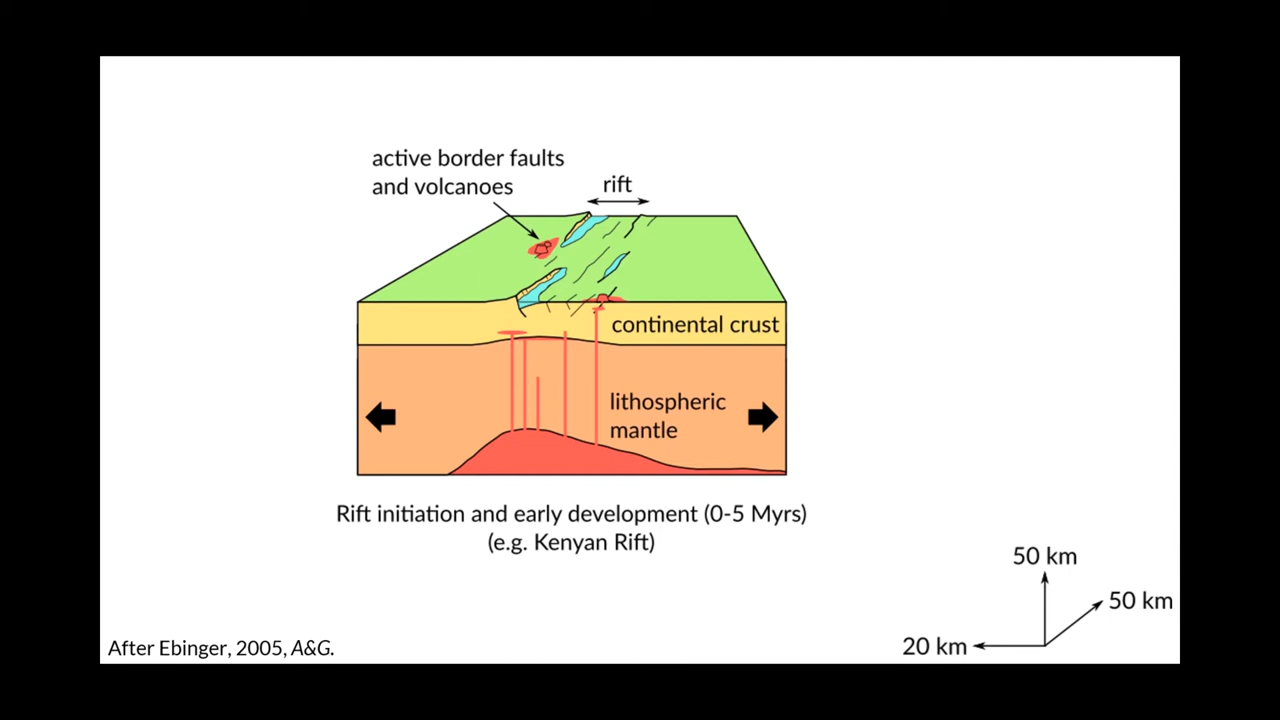 active border faults
and volcanoes
rift
continental crust
lithospheric
mantle
Rift initiation and early development (0-5 Myrs)
(e.g. Kenyan Rift)
50 km
50 km
20 km
After Ebinger, 2005, A&G.